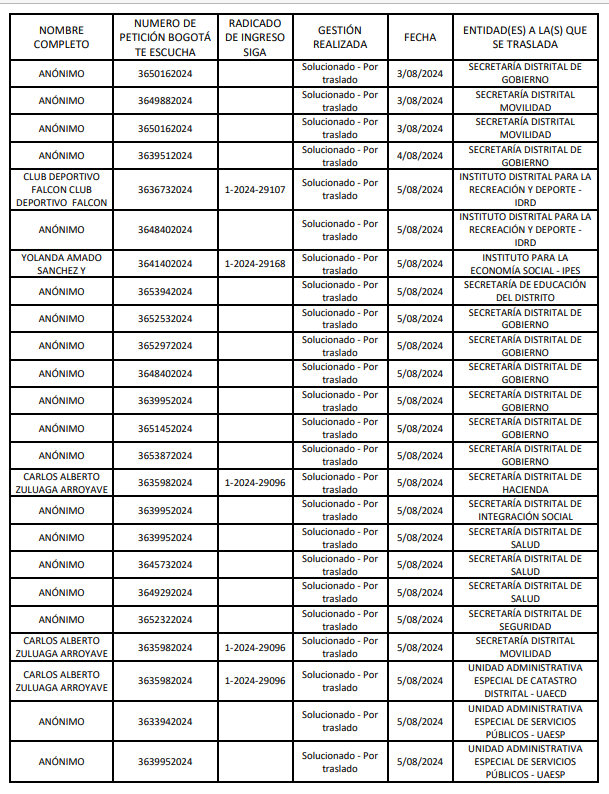 NOMBRE COMPLETO | NUMERO DE PETICIÓN BOGOTÁ TE ESCUCHA | RADICADO DE INGRESO SIGA | GESTIÓN REALIZADA | FECHA | ENTIDAD(ES) A LA(S) QUE SE TRASLADA
ANÓNIMO | 3650162024 | | Solucionado - Por traslado | 3/08/2024 | SECRETARÍA DISTRITAL DE GOBIERNO
ANÓNIMO | 3649882024 | | Solucionado - Por traslado | 3/08/2024 | SECRETARÍA DISTRITAL MOVILIDAD
ANÓNIMO | 3650162024 | | Solucionado - Por traslado | 3/08/2024 | SECRETARÍA DISTRITAL MOVILIDAD
ANÓNIMO | 3639512024 | | Solucionado - Por traslado | 4/08/2024 | SECRETARÍA DISTRITAL DE GOBIERNO
CLUB DEPORTIVO FALCON CLUB DEPORTIVO FALCON | 3636732024 | 1-2024-29107 | Solucionado - Por traslado | 5/08/2024 | INSTITUTO DISTRITAL PARA LA RECREACIÓN Y DEPORTE - IDRD
ANÓNIMO | 3648402024 | | Solucionado - Por traslado | 5/08/2024 | INSTITUTO DISTRITAL PARA LA RECREACIÓN Y DEPORTE - IDRD
YOLANDA AMADO SANCHEZ Y | 3641402024 | 1-2024-29168 | Solucionado - Por traslado | 5/08/2024 | INSTITUTO PARA LA ECONOMÍA SOCIAL - IPES
ANÓNIMO | 3653942024 | | Solucionado - Por traslado | 5/08/2024 | SECRETARÍA DE EDUCACIÓN DEL DISTRITO
ANÓNIMO | 3652532024 | | Solucionado - Por traslado | 5/08/2024 | SECRETARÍA DISTRITAL DE GOBIERNO
ANÓNIMO | 3652972024 | | Solucionado - Por traslado | 5/08/2024 | SECRETARÍA DISTRITAL DE GOBIERNO
ANÓNIMO | 3648402024 | | Solucionado - Por traslado | 5/08/2024 | SECRETARÍA DISTRITAL DE GOBIERNO
ANÓNIMO | 3639952024 | | Solucionado - Por traslado | 5/08/2024 | SECRETARÍA DISTRITAL DE GOBIERNO
ANÓNIMO | 3651452024 | | Solucionado - Por traslado | 5/08/2024 | SECRETARÍA DISTRITAL DE GOBIERNO
ANÓNIMO | 3653872024 | | Solucionado - Por traslado | 5/08/2024 | SECRETARÍA DISTRITAL DE GOBIERNO
CARLOS ALBERTO ZULUAGA ARROYAVE | 3635982024 | 1-2024-29096 | Solucionado - Por traslado | 5/08/2024 | SECRETARÍA DISTRITAL DE HACIENDA
ANÓNIMO | 3639952024 | | Solucionado - Por traslado | 5/08/2024 | SECRETARÍA DISTRITAL DE INTEGRACIÓN SOCIAL
ANÓNIMO | 3639952024 | | Solucionado - Por traslado | 5/08/2024 | SECRETARÍA DISTRITAL DE SALUD
ANÓNIMO | 3645732024 | | Solucionado - Por traslado | 5/08/2024 | SECRETARÍA DISTRITAL DE SALUD
ANÓNIMO | 3649292024 | | Solucionado - Por traslado | 5/08/2024 | SECRETARÍA DISTRITAL DE SALUD
ANÓNIMO | 3652322024 | | Solucionado - Por traslado | 5/08/2024 | SECRETARÍA DISTRITAL DE SEGURIDAD
CARLOS ALBERTO ZULUAGA ARROYAVE | 3635982024 | 1-2024-29096 | Solucionado - Por traslado | 5/08/2024 | SECRETARÍA DISTRITAL MOVILIDAD
CARLOS ALBERTO ZULUAGA ARROYAVE | 3635982024 | 1-2024-29096 | Solucionado - Por traslado | 5/08/2024 | UNIDAD ADMINISTRATIVA ESPECIAL DE CATASTRO DISTRITAL - UAECD
ANÓNIMO | 3633942024 | | Solucionado - Por traslado | 5/08/2024 | UNIDAD ADMINISTRATIVA ESPECIAL DE SERVICIOS PÚBLICOS - UAESP
ANÓNIMO | 3639952024 | | Solucionado - Por traslado | 5/08/2024 | UNIDAD ADMINISTRATIVA ESPECIAL DE SERVICIOS PÚBLICOS - UAESP